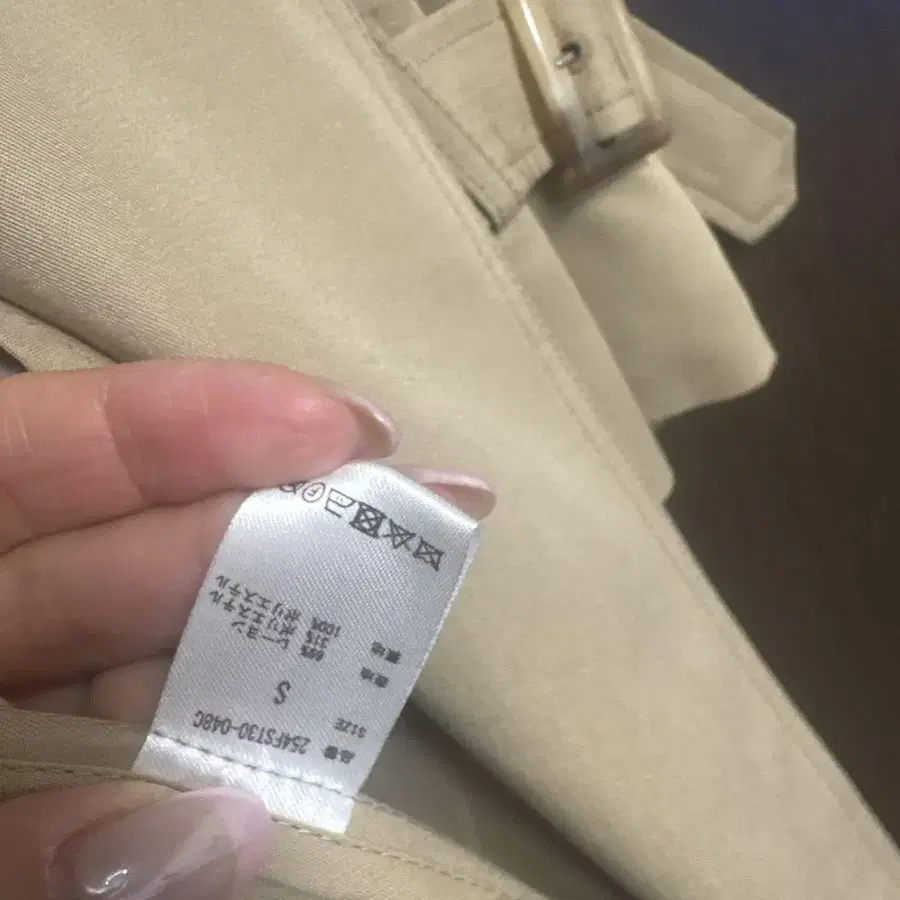 品番 254FST30-048C
SIZE S
表地 69% レーヨン
31% ポリエステル
裏地 100% ポリエステル